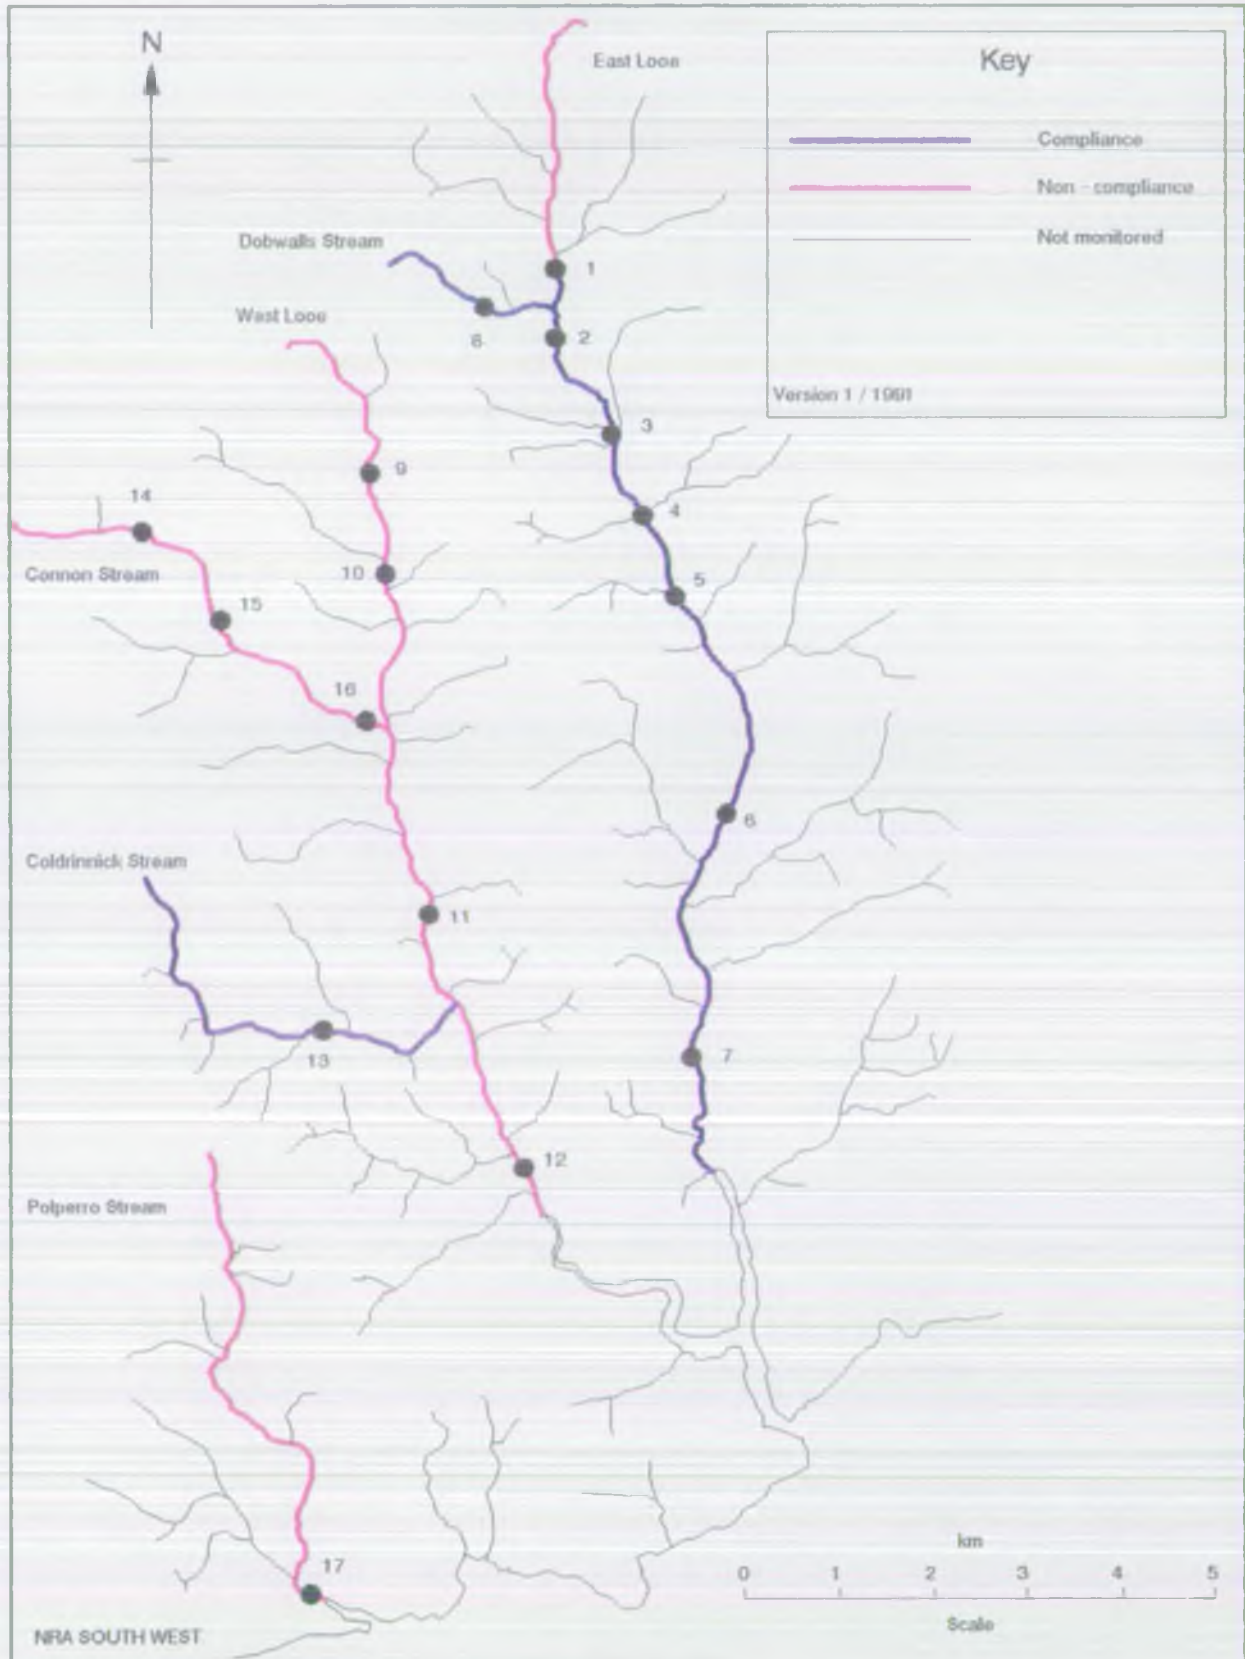 N
East Looe
Key
Compliance
Non - compliance
Not monitored
Version 1 / 1991
Dobwalls Stream
West Looe
1
8
2
3
9
4
14
10
5
Connon Stream
15
16
6
Coldrinnick Stream
11
13
7
12
Polperro Stream
17
km
0 1 2 3 4 5
Scale
NRA SOUTH WEST